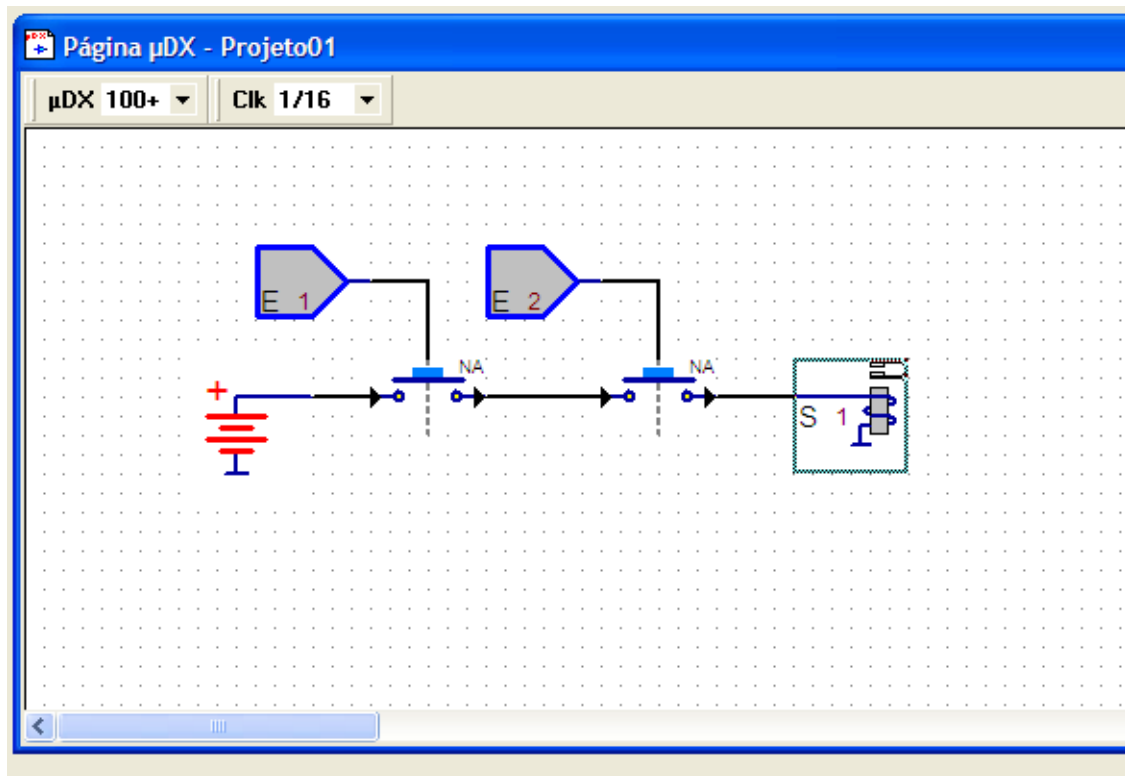 Página µDX - Projeto01
µDX 100+ Clk 1/16
E 1 E 2
NA NA
+
S 1